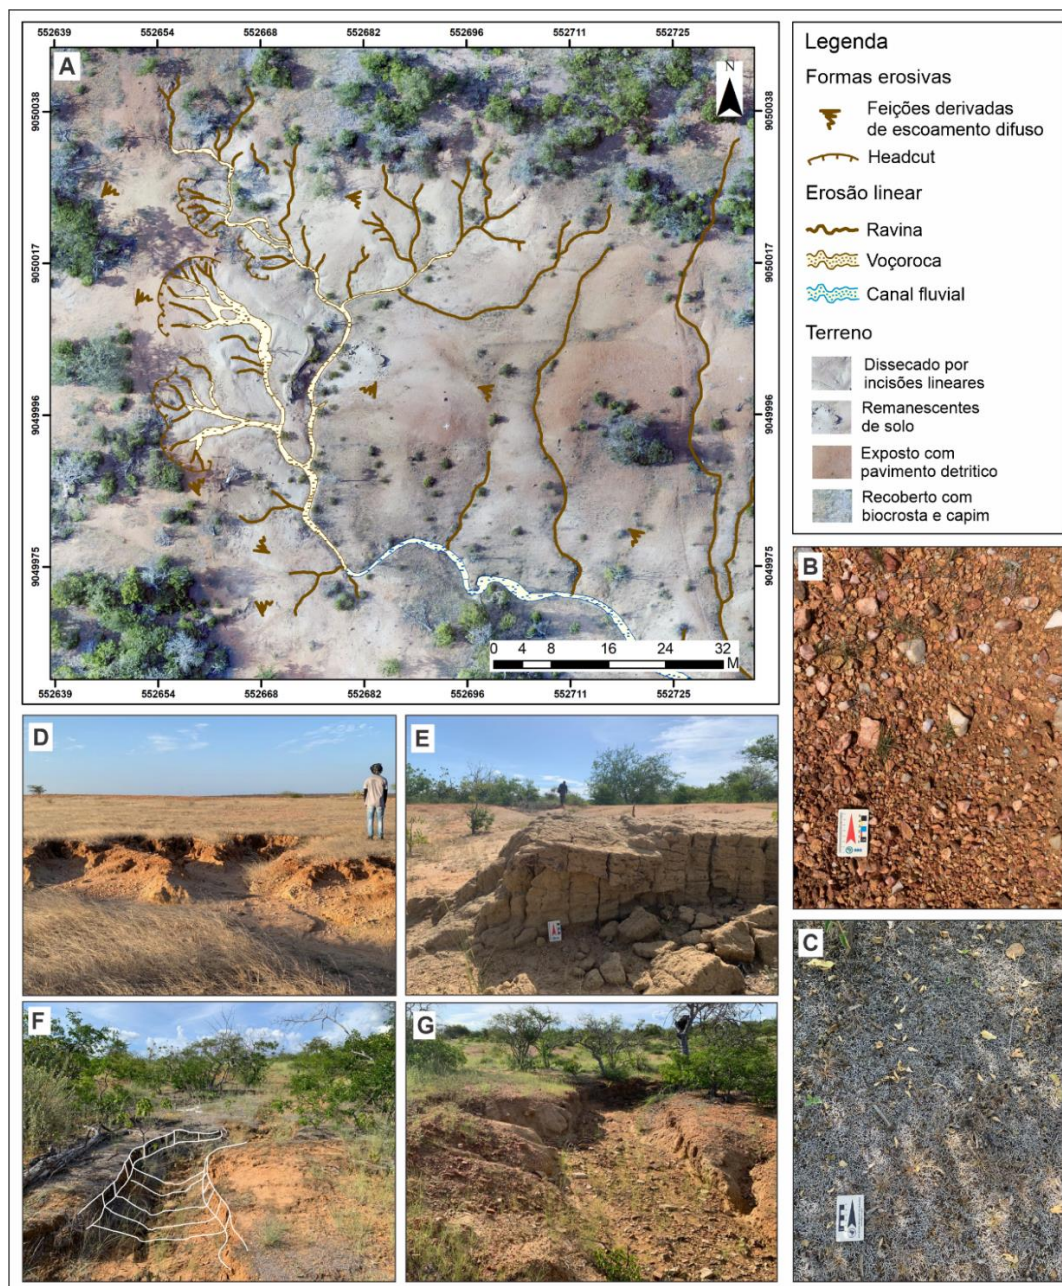 552639 552654 552668 552682 552696 552711 552725
A
N
9050038 9050038
9050017 9050017
9049996 9049996
9049975 9049975
0 4 8 16 24 32
M
552639 552654 552668 552682 552696 552711 552725
Legenda
Formas erosivas
Feições derivadas
de escoamento difuso
Headcut
Erosão linear
Ravina
Voçoroca
Canal fluvial
Terreno
Dissecado por
incisões lineares
Remanescentes
de solo
Exposto com
pavimento detritico
Recoberto com
biocrosta e capim
B
C
D
E
F
G